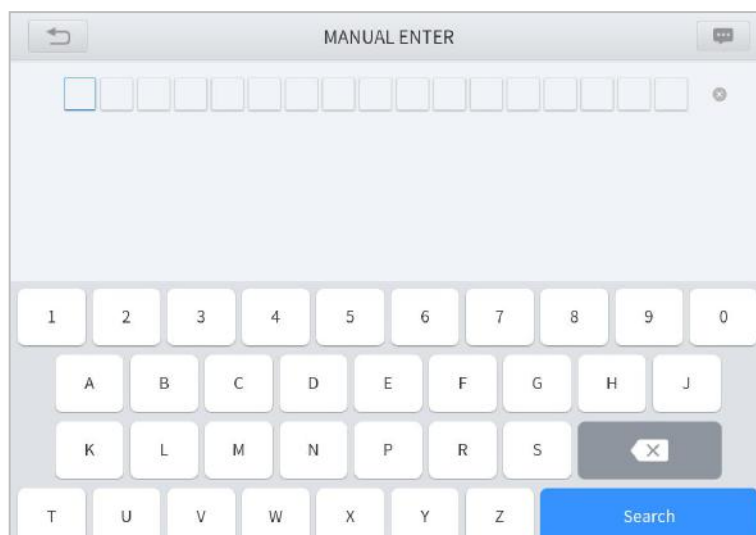 MANUAL ENTER
1 2 3 4 5 6 7 8 9 0
A B C D E F G H J
K L M N P R S
T U V W X Y Z Search